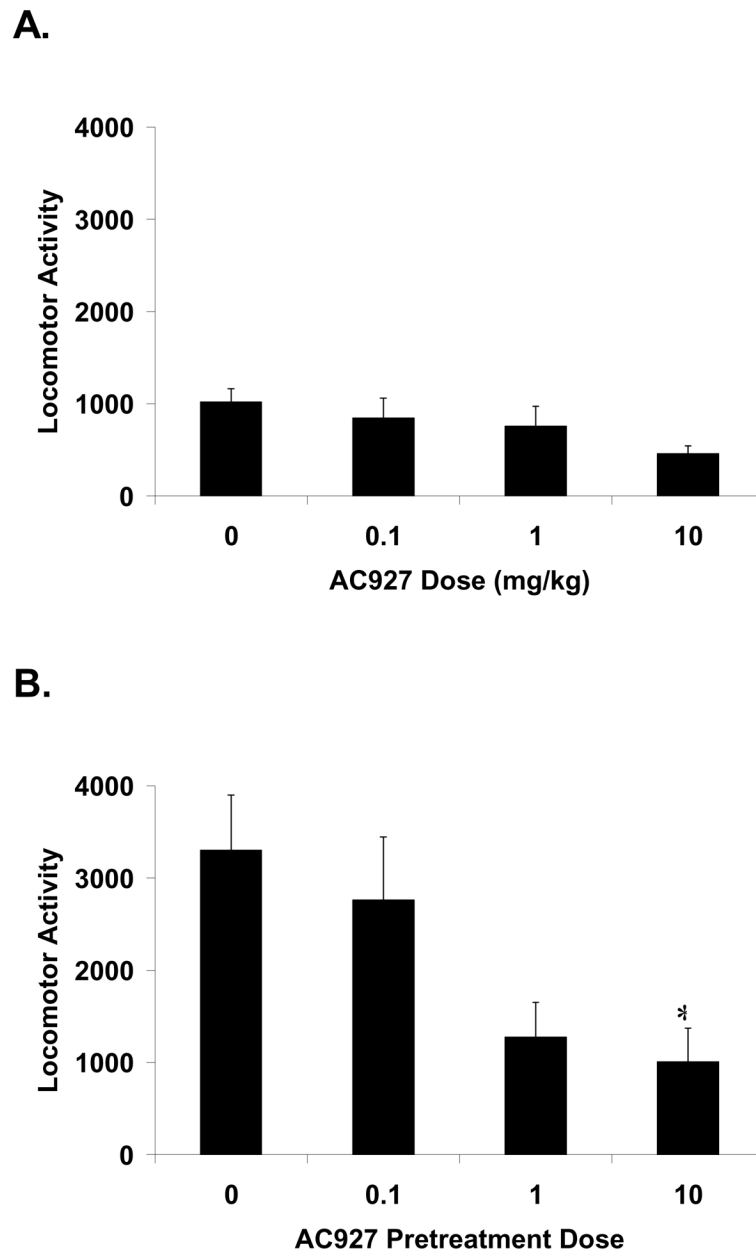 A.
4000
3000
2000
1000
0
Locomotor Activity
0 0.1 1 10
AC927 Dose (mg/kg)
B.
4000
3000
2000
1000
0
Locomotor Activity
*
0 0.1 1 10
AC927 Pretreatment Dose